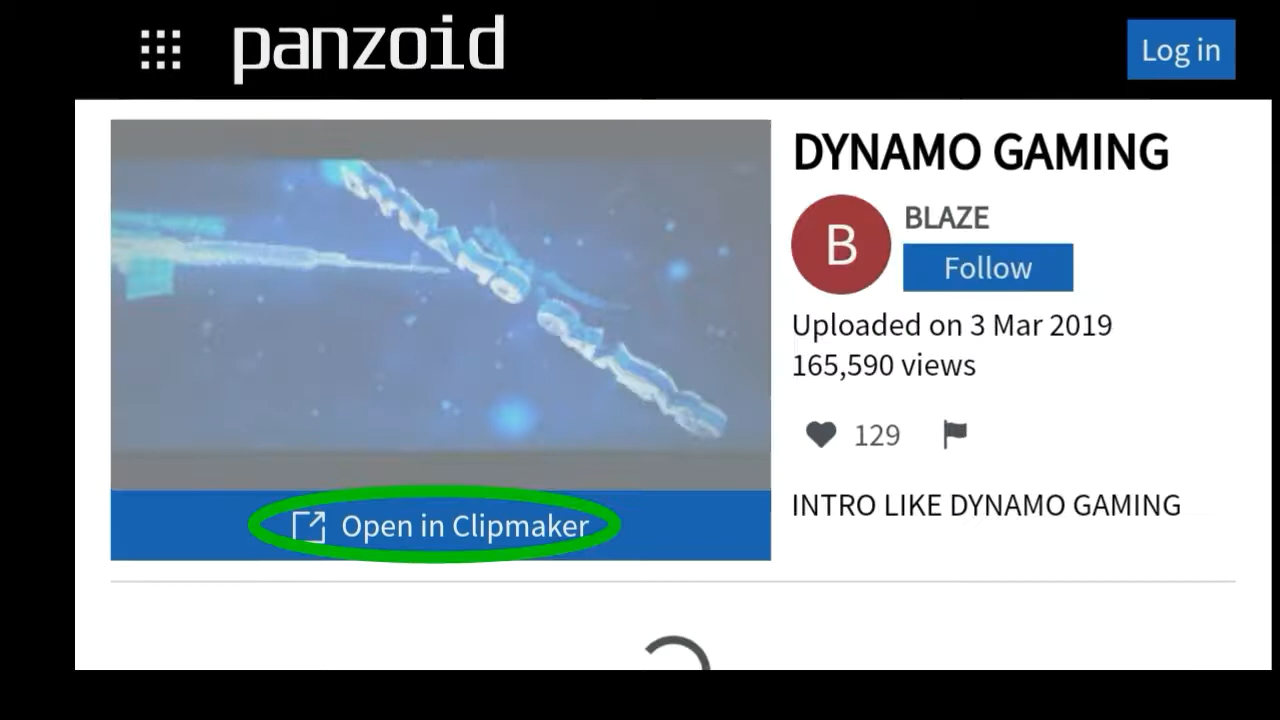 panzoid
Log in
DYNAMO GAMING
B
BLAZE
Follow
Uploaded on 3 Mar 2019
165,590 views
129
Open in Clipmaker
INTRO LIKE DYNAMO GAMING